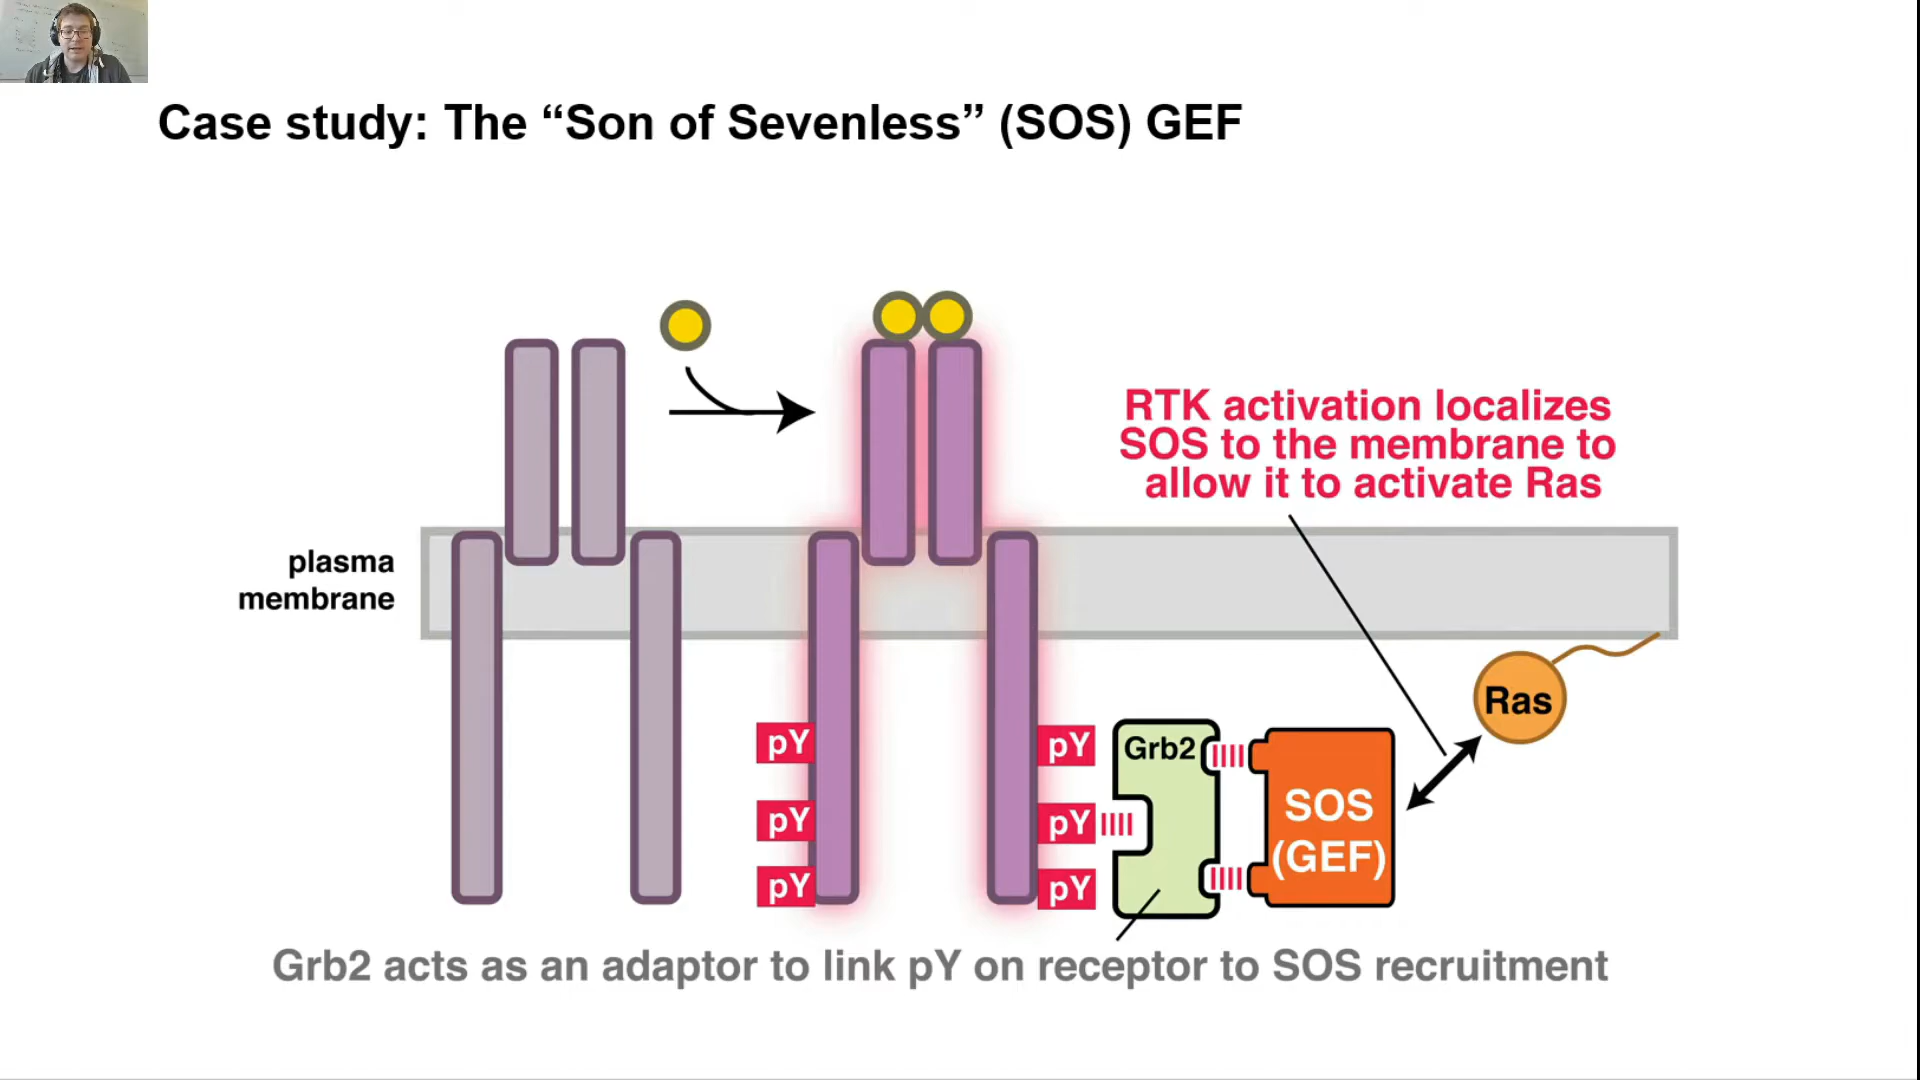 Case study: The “Son of Sevenless” (SOS) GEF
RTK activation localizes
SOS to the membrane to
allow it to activate Ras
plasma
membrane
Ras
pY
pY
pY
pY
pY
pY
Grb2
SOS
(GEF)
Grb2 acts as an adaptor to link pY on receptor to SOS recruitment